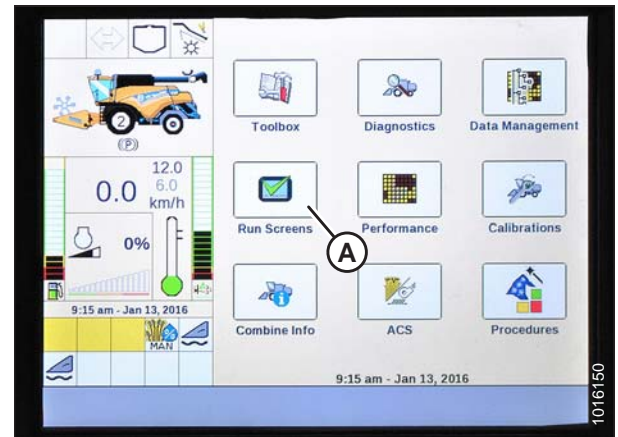 2
(P)
12.0
0.0
6.0
km/h
0%
9:15 am - Jan 13, 2016
MAN
Toolbox
Diagnostics
Data Management
Run Screens
Performance
Calibrations
A
Combine Info
ACS
Procedures
9:15 am - Jan 13, 2016
1016150